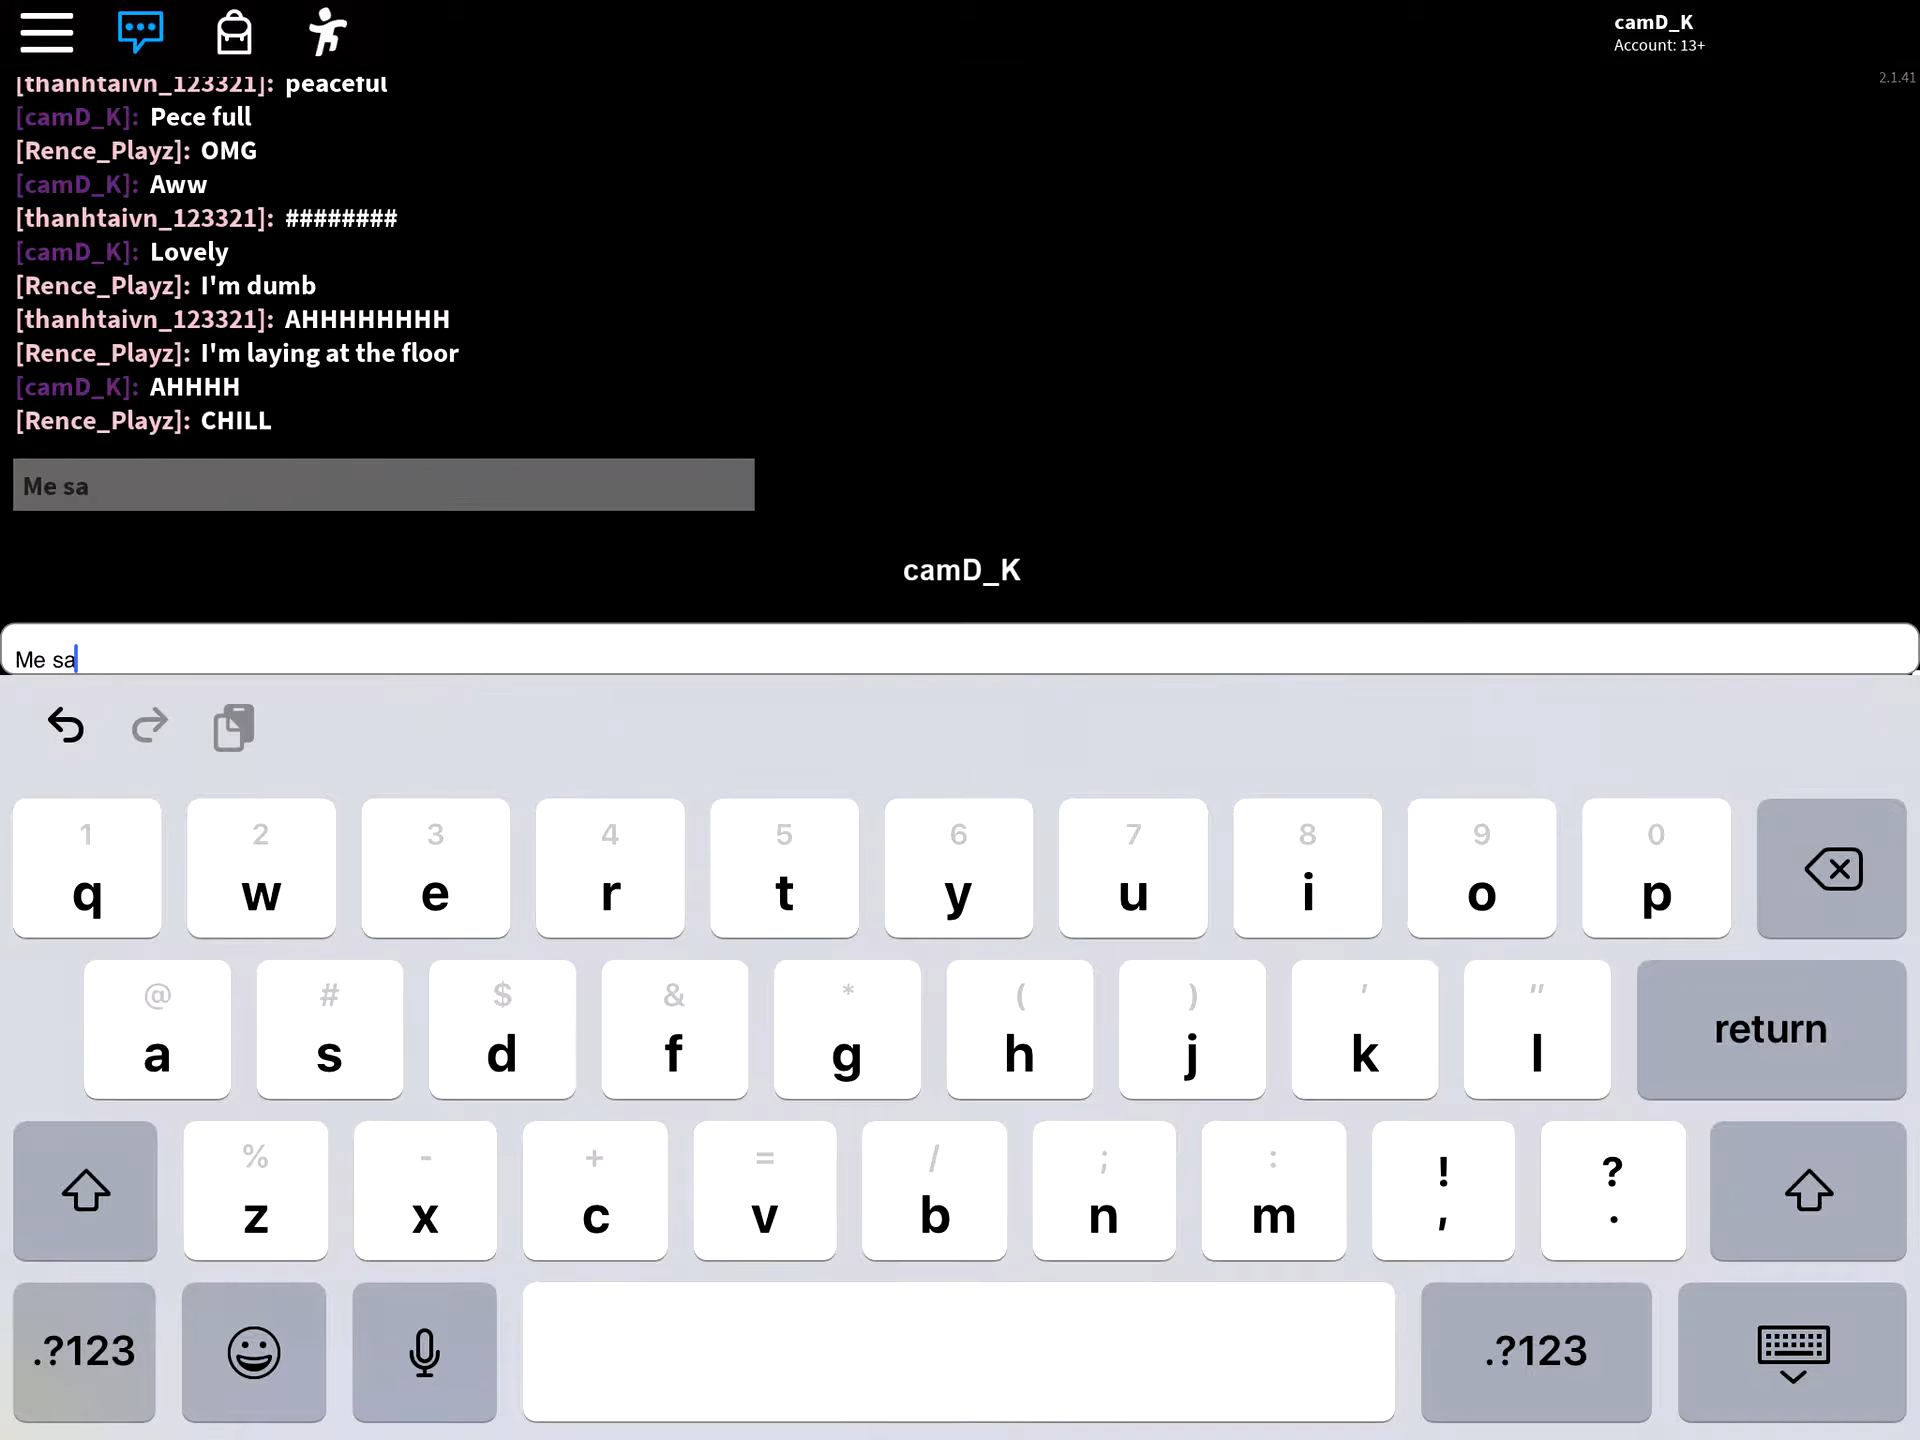 camD_K
Account: 13+
2.1.41
[thanhtaivn_123321]: peaceful
[camD_K]: Pece full
[Rence_Playz]: OMG
[camD_K]: Aww
[thanhtaivn_123321]: ########
[camD_K]: Lovely
[Rence_Playz]: I'm dumb
[thanhtaivn_123321]: AHHHHHHHH
[Rence_Playz]: I'm laying at the floor
[camD_K]: AHHHH
[Rence_Playz]: CHILL
Me sa
camD_K
Me sa
1 2 3 4 5 6 7 8 9 0
q w e r t y u i o p
@ # $ & * ( ) ' "
a s d f g h j k l return
% - + = / ; : ! ?
z x c v b n m , .
.?123 .?123